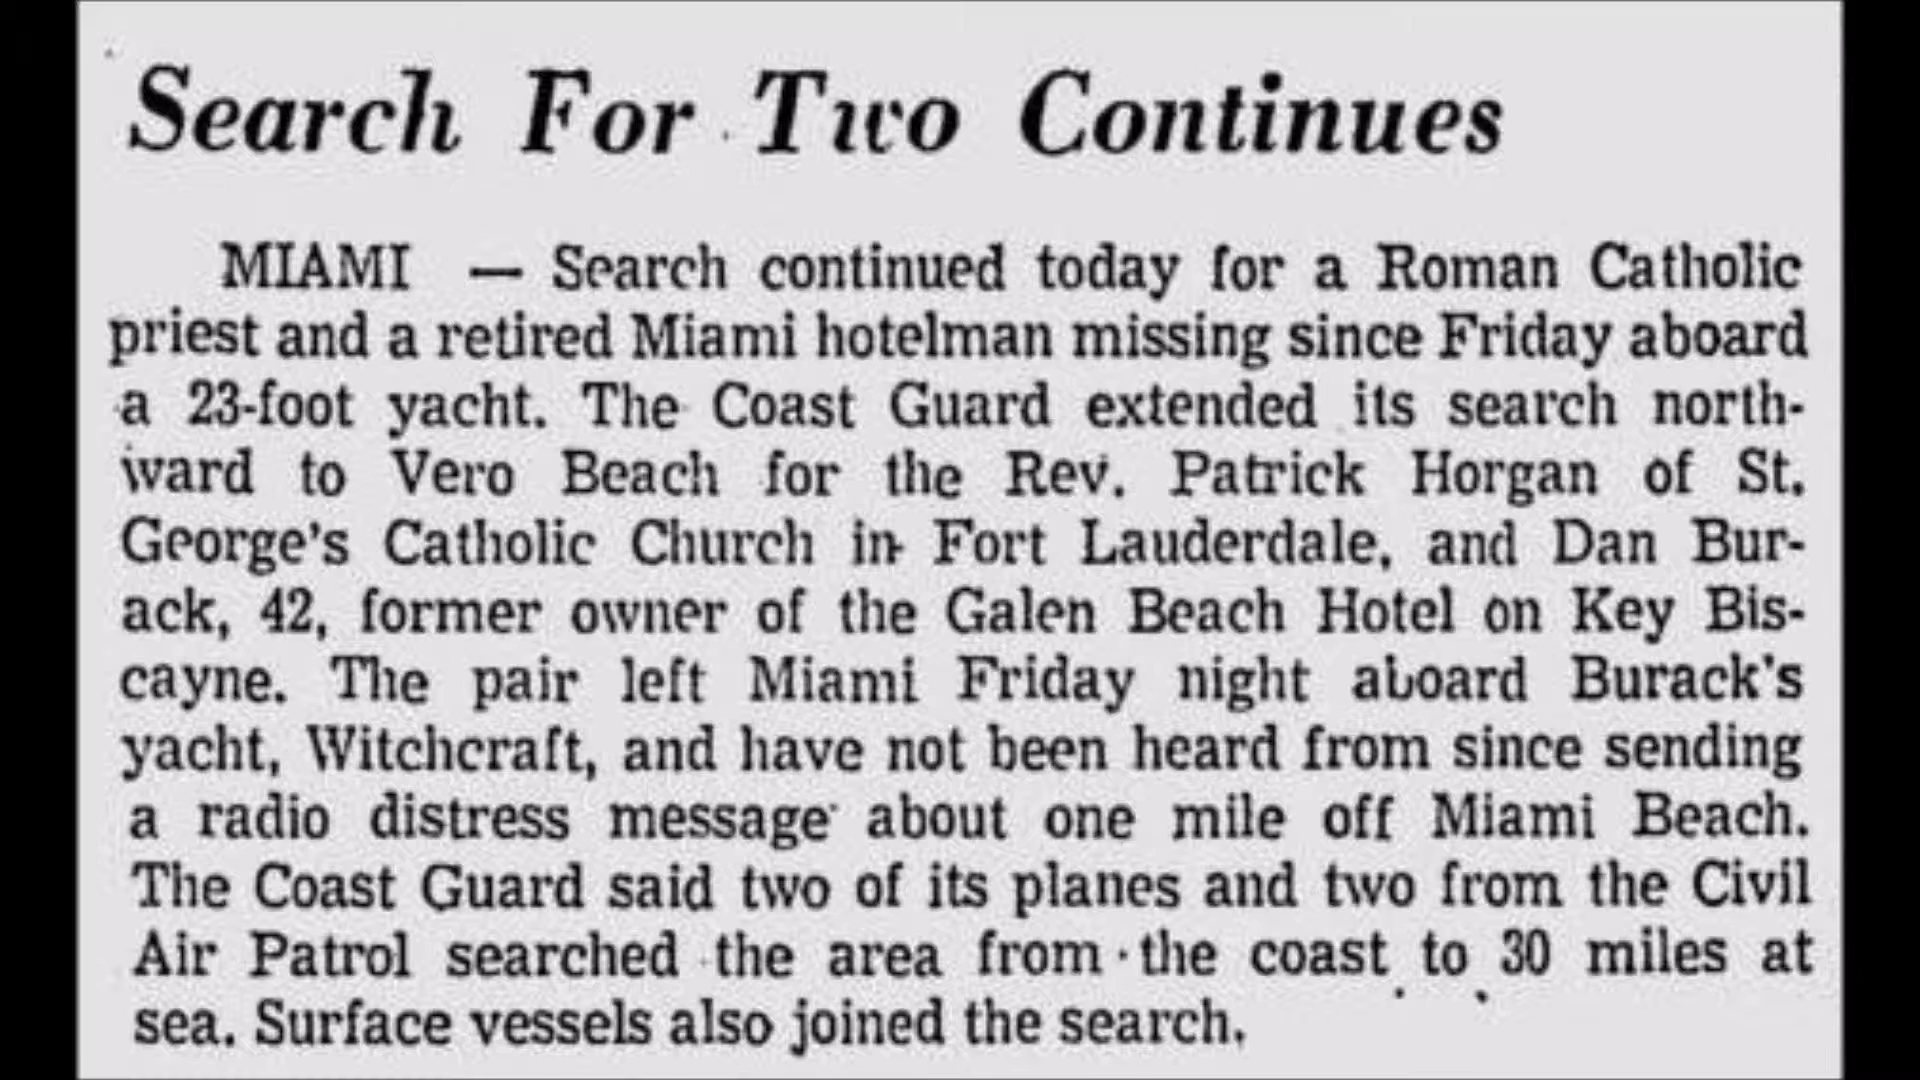 Search For Two Continues
MIAMI — Search continued today for a Roman Catholic
priest and a retired Miami hotelman missing since Friday aboard
a 23-foot yacht. The Coast Guard extended its search north-
ward to Vero Beach for the Rev. Patrick Horgan of St.
George's Catholic Church in Fort Lauderdale, and Dan Bur-
ack, 42, former owner of the Galen Beach Hotel on Key Bis-
cayne. The pair left Miami Friday night aboard Burack's
yacht, Witchcraft, and have not been heard from since sending
a radio distress message about one mile off Miami Beach.
The Coast Guard said two of its planes and two from the Civil
Air Patrol searched the area from the coast to 30 miles at
sea. Surface vessels also joined the search.